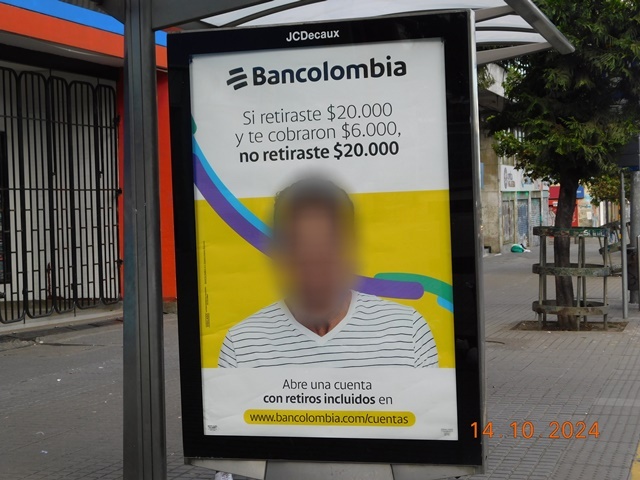 JCDecaux
Bancolombia
Si retiraste $20.000
y te cobraron $6.000,
no retiraste $20.000
Abre una cuenta
con retiros incluidos en
www.bancolombia.com/cuentas
14 10 2024